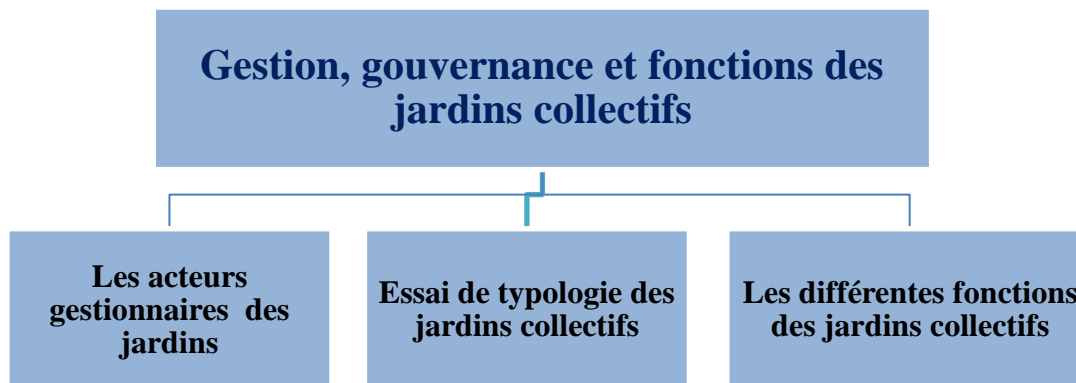 Gestion, gouvernance et fonctions des
jardins collectifs
Les acteurs
gestionnaires des
jardins
Essai de typologie des
jardins collectifs
Les différentes fonctions
des jardins collectifs